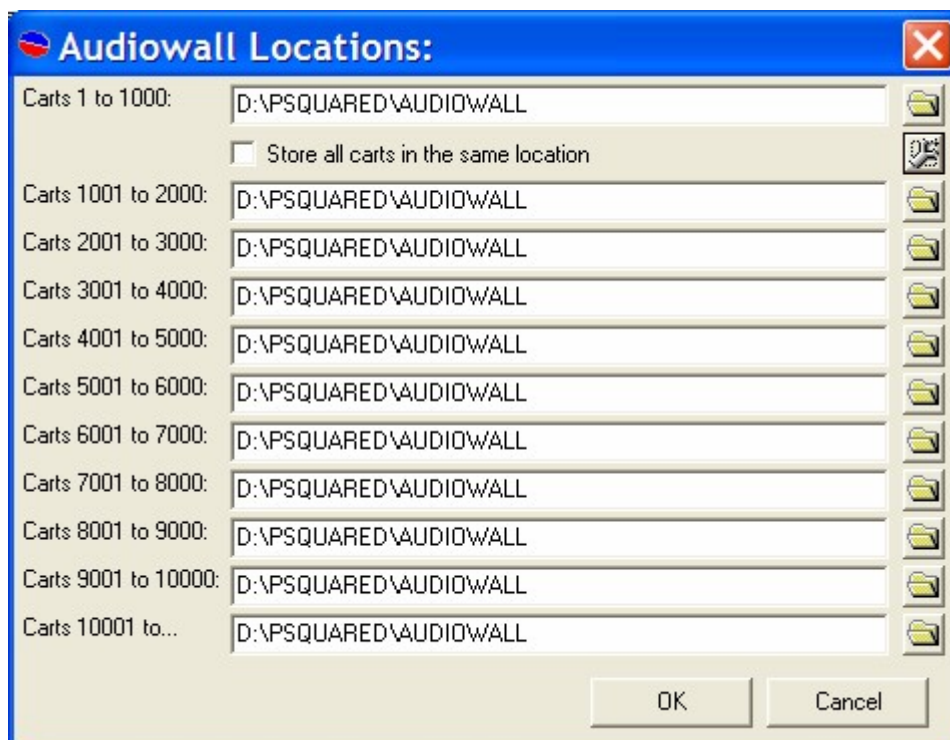 Audiowall Locations:
Carts 1 to 1000: D:\PSQUARED\AUDIOWALL
Store all carts in the same location
Carts 1001 to 2000: D:\PSQUARED\AUDIOWALL
Carts 2001 to 3000: D:\PSQUARED\AUDIOWALL
Carts 3001 to 4000: D:\PSQUARED\AUDIOWALL
Carts 4001 to 5000: D:\PSQUARED\AUDIOWALL
Carts 5001 to 6000: D:\PSQUARED\AUDIOWALL
Carts 6001 to 7000: D:\PSQUARED\AUDIOWALL
Carts 7001 to 8000: D:\PSQUARED\AUDIOWALL
Carts 8001 to 9000: D:\PSQUARED\AUDIOWALL
Carts 9001 to 10000: D:\PSQUARED\AUDIOWALL
Carts 10001 to... D:\PSQUARED\AUDIOWALL
OK Cancel